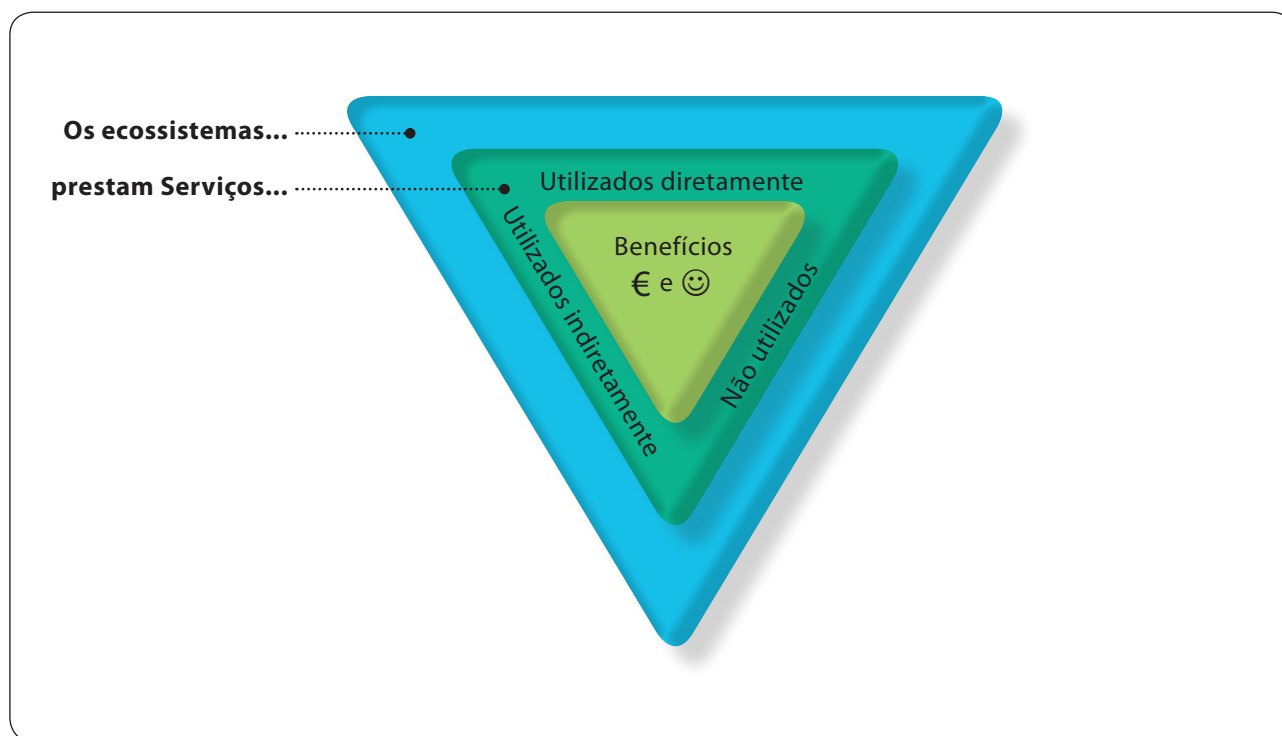 Os ecossistemas...
prestam Serviços...
Utilizados diretamente
Utilizados indiretamente
Não utilizados
Benefícios
€ e ☺